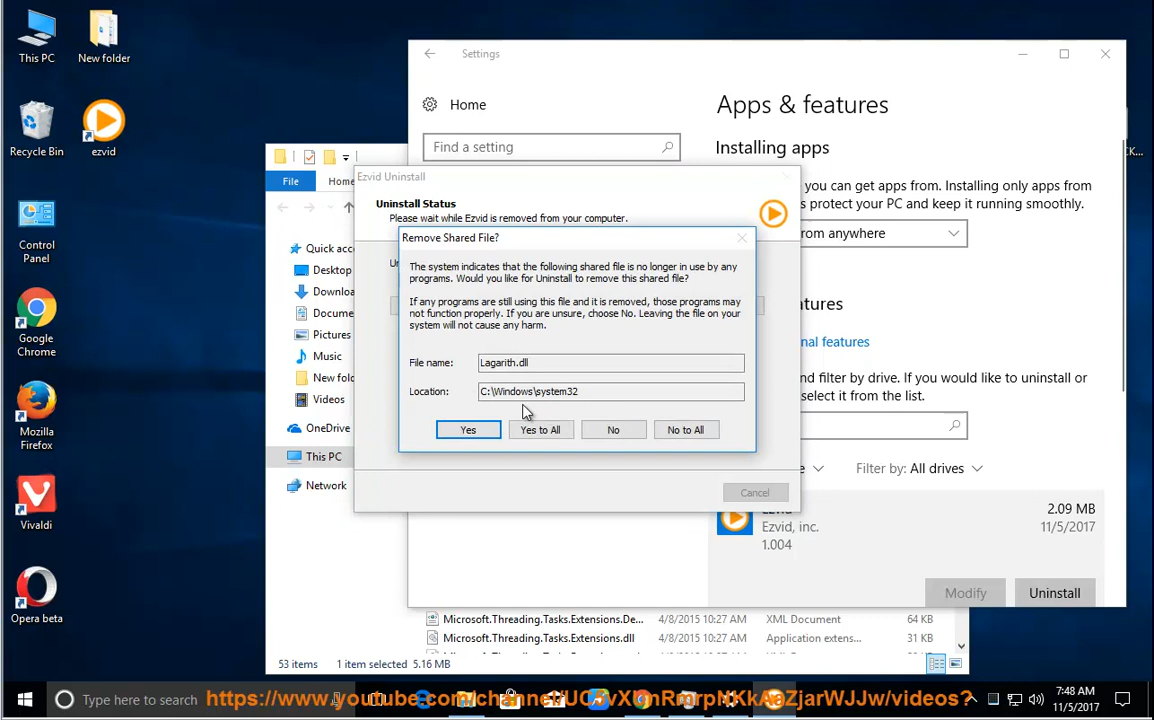 This PC
New folder
Recycle Bin
ezvid
Control
Panel
Google
Chrome
Mozilla
Firefox
Vivaldi
Opera beta
Settings
Home
Find a setting
Apps & features
Installing apps
you can get apps from. Installing only apps from
s protect your PC and keep it running smoothly.
rom anywhere
eatures
nal features
nd filter by drive. If you would like to uninstall or
select it from the list.
Filter by: All drives
Ezvid
2.09 MB
Ezvid, inc.
11/5/2017
1.004
Modify
Uninstall
File
Home
Quick acc
Desktop
Downloa
Docume
Pictures
Music
New fol
Videos
OneDrive
This PC
Network
Ezvid Uninstall
Uninstall Status
Please wait while Ezvid is removed from your computer.
Un
Remove Shared File?
The system indicates that the following shared file is no longer in use by any
programs. Would you like for Uninstall to remove this shared file?
If any programs are still using this file and it is removed, those programs may
not function properly. If you are unsure, choose No. Leaving the file on your
system will not cause any harm.
File name: Lagarith.dll
Location: C:\Windows\system32
Yes
Yes to All
No
No to All
Cancel
Microsoft.Threading.Tasks.Extensions.De... 4/8/2015 10:27 AM XML Document 64 KB
Microsoft.Threading.Tasks.Extensions.dll 4/8/2015 10:27 AM Application extens... 31 KB
53 items 1 item selected 5.16 MB
Type here to search
7:48 AM
11/5/2017